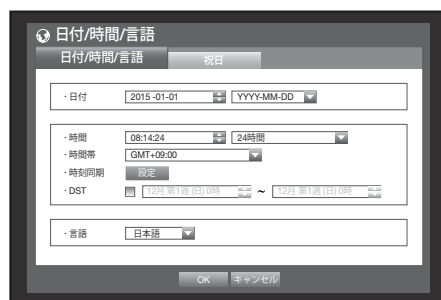 日付/時間/言語
日付/時間/言語 祝日
・日付 2015 -01-01 YYYY-MM-DD
・時間 08:14:24 24時間
・時間帯 GMT+09:00
・時刻同期 設定
・DST 12月 第1週 (日) 0時 ~ 12月 第1週 (日) 0時
・言語 日本語
OK キャンセル